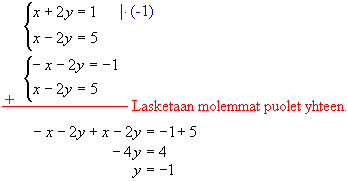 x + 2y = 1 |· (-1)
x − 2y = 5
− x − 2y = −1
x − 2y = 5
+
Lasketaan molemmat puolet yhteen.
− x − 2y + x − 2y = −1 + 5
− 4y = 4
y = −1